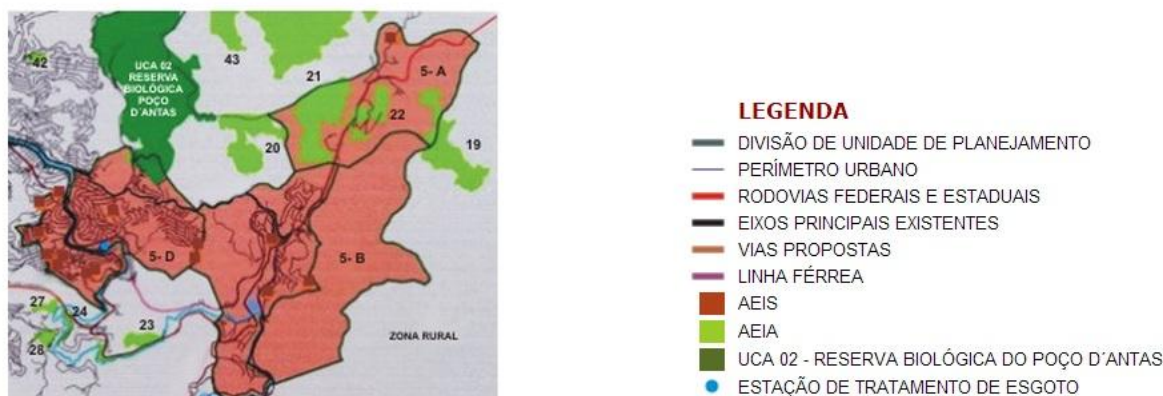 42
UCA 02
RESERVA
BIOLÓGICA
POÇO
D´ANTAS
43
21
5- A
22
20
19
5- D
5- B
27
24
23
28
ZONA RURAL
LEGENDA
DIVISÃO DE UNIDADE DE PLANEJAMENTO
PERÍMETRO URBANO
RODOVIAS FEDERAIS E ESTADUAIS
EIXOS PRINCIPAIS EXISTENTES
VIAS PROPOSTAS
LINHA FÉRREA
AEIS
AEIA
UCA 02 - RESERVA BIOLÓGICA DO POÇO D´ANTAS
ESTAÇÃO DE TRATAMENTO DE ESGOTO